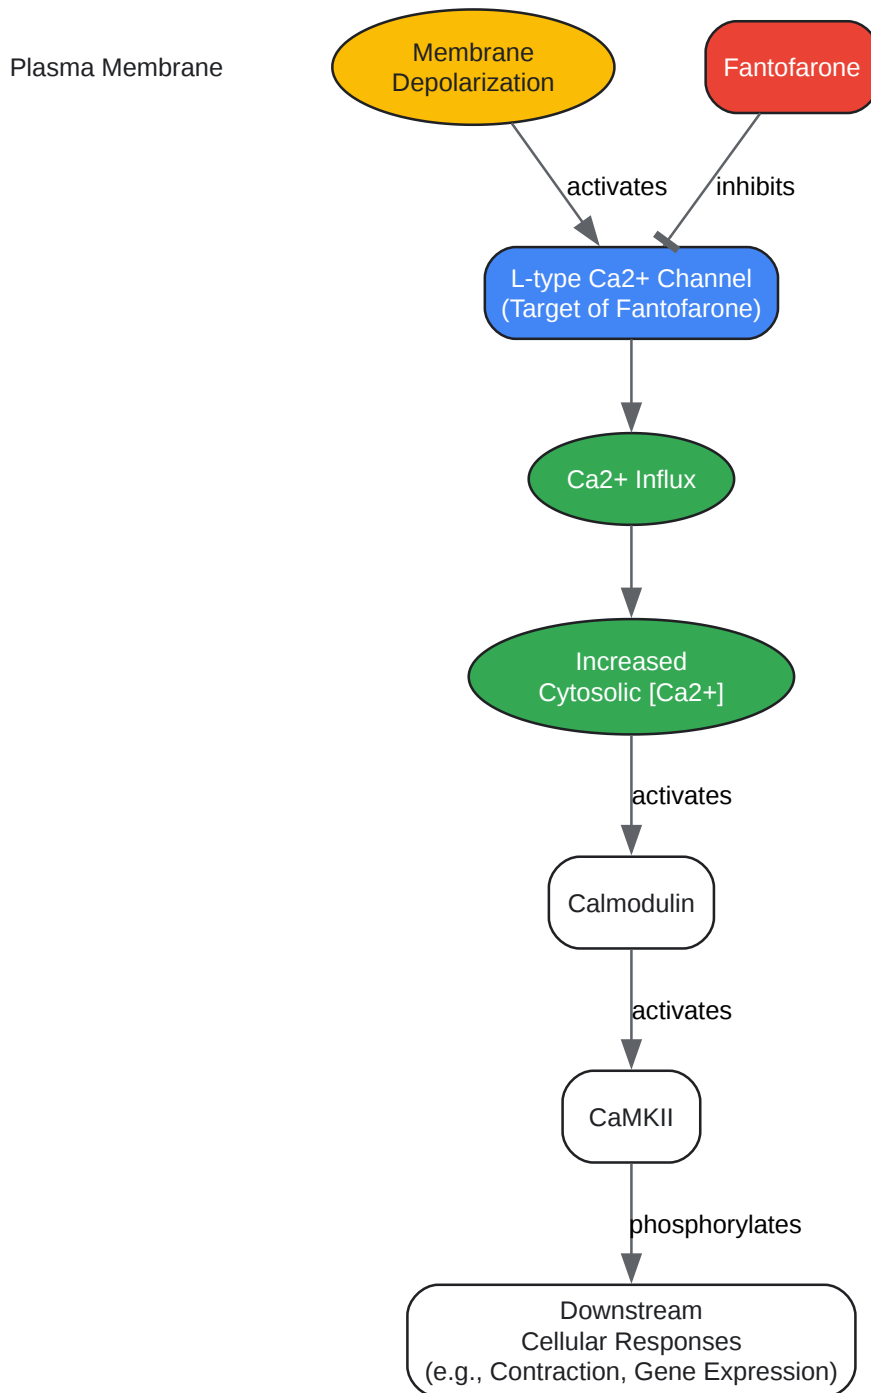 Plasma Membrane
Membrane
Depolarization
Fantofarone
activates
inhibits
L-type Ca2+ Channel
(Target of Fantofarone)
Ca2+ Influx
Increased
Cytosolic [Ca2+]
activates
Calmodulin
activates
CaMKII
phosphorylates
Downstream
Cellular Responses
(e.g., Contraction, Gene Expression)